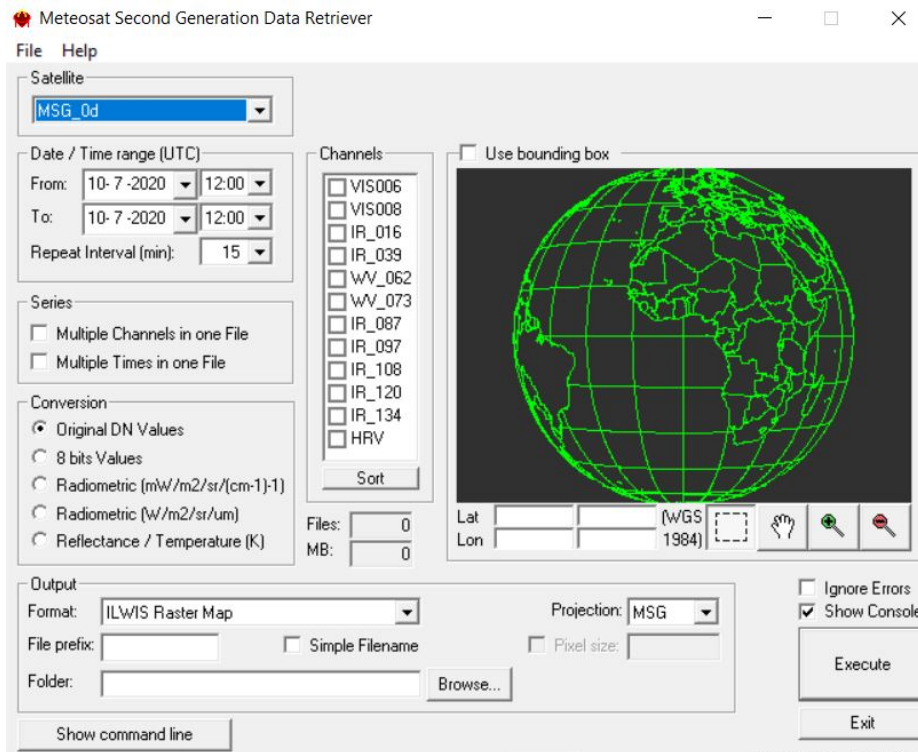 Meteosat Second Generation Data Retriever
File Help
Satellite
MSG_0d
Date / Time range (UTC)
From: 10- 7 -2020 12:00
To: 10- 7 -2020 12:00
Repeat Interval (min): 15
Series
Multiple Channels in one File
Multiple Times in one File
Conversion
Original DN Values
8 bits Values
Radiometric (mW/m2/sr/(cm-1)-1)
Radiometric (W/m2/sr/um)
Reflectance / Temperature (K)
Channels
VIS006
VIS008
IR_016
IR_039
WV_062
WV_073
IR_087
IR_097
IR_108
IR_120
IR_134
HRV
Sort
Files: 0
MB: 0
Use bounding box
Lat (WGS
Lon 1984)
Output
Format: ILWIS Raster Map Projection: MSG
File prefix: Simple Filename Pixel size:
Folder: Browse...
Ignore Errors
Show Console
Execute
Exit
Show command line